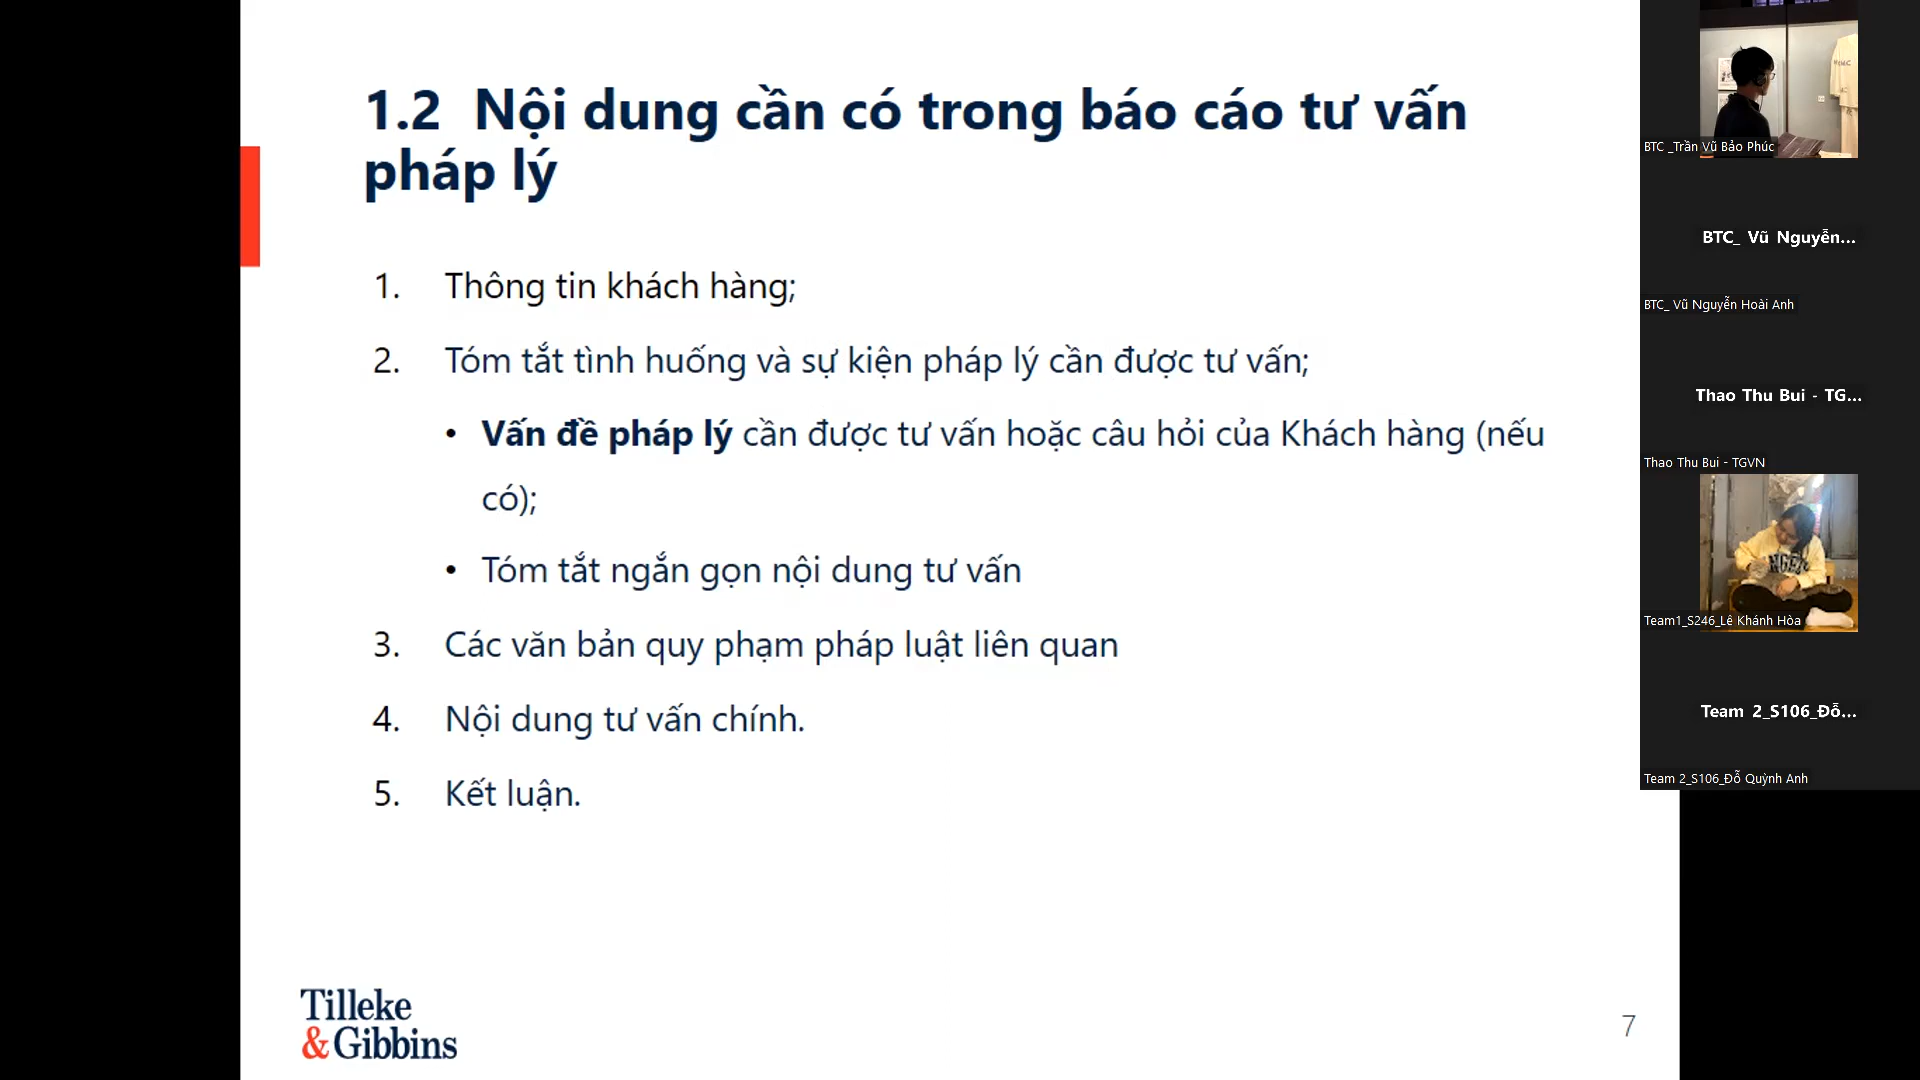 1.2 Nội dung cần có trong báo cáo tư vấn
pháp lý
1. Thông tin khách hàng;
2. Tóm tắt tình huống và sự kiện pháp lý cần được tư vấn;
• Vấn đề pháp lý cần được tư vấn hoặc câu hỏi của Khách hàng (nếu
có);
• Tóm tắt ngắn gọn nội dung tư vấn
3. Các văn bản quy phạm pháp luật liên quan
4. Nội dung tư vấn chính.
5. Kết luận.
Tilleke
& Gibbins
7
BTC _Trần Vũ Bảo Phúc
BTC_ Vũ Nguyễn...
BTC_ Vũ Nguyễn Hoài Anh
Thao Thu Bui - TG...
Thao Thu Bui - TGVN
Team1_S246_Lê Khánh Hòa
Team 2_S106_Đỗ...
Team 2_S106_Đỗ Quỳnh Anh